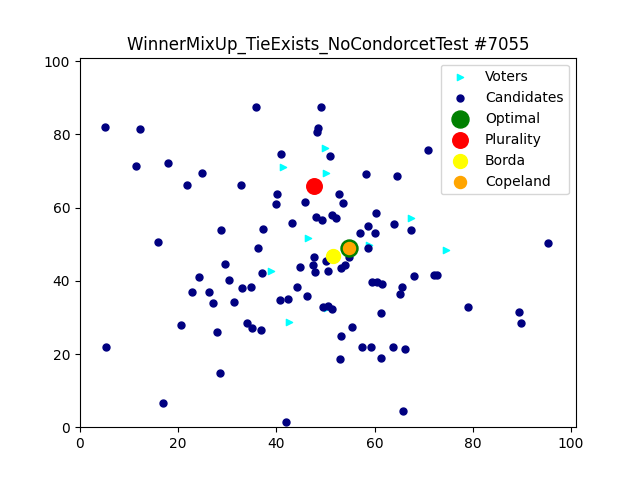 WinnerMixUp_TieExists_NoCondorcetTest #7055
Voters
Candidates
Optimal
Plurality
Borda
Copeland
100
80
60
40
20
0
0 20 40 60 80 100